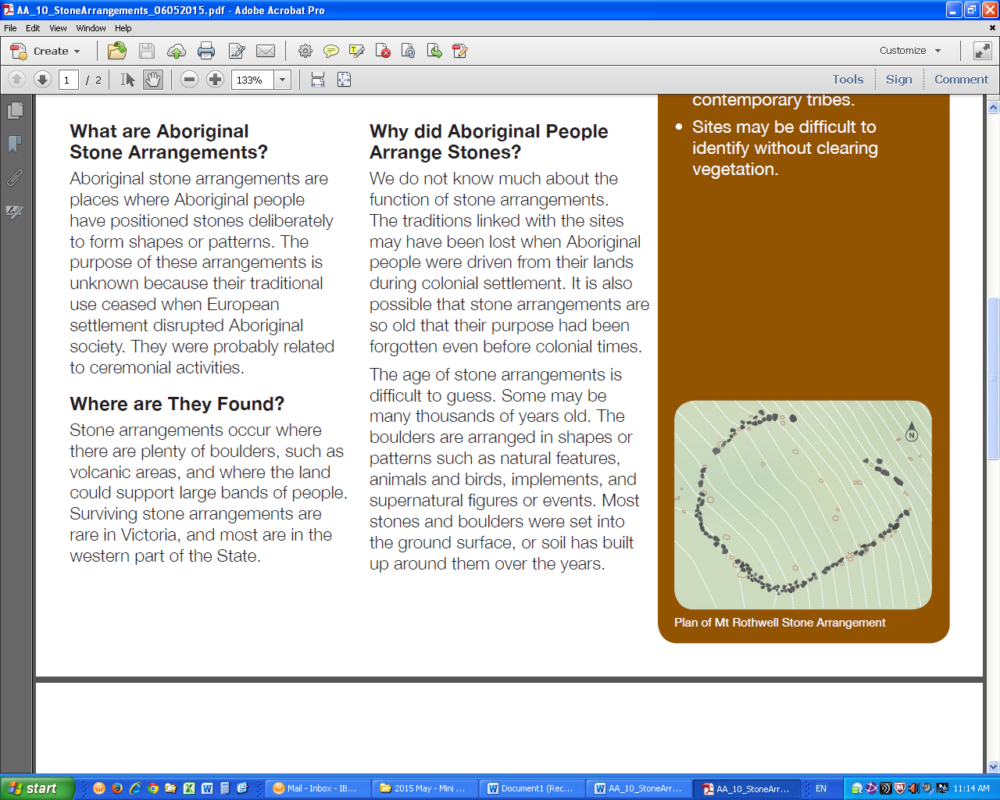 AA_10_StoneArrangements_06052015.pdf - Adobe Acrobat Pro
File Edit View Window Help
Create
Customize
1 / 2
133%
Tools Sign Comment
What are Aboriginal
Stone Arrangements?
Aboriginal stone arrangements are
places where Aboriginal people
have positioned stones deliberately
to form shapes or patterns. The
purpose of these arrangements is
unknown because their traditional
use ceased when European
settlement disrupted Aboriginal
society. They were probably related
to ceremonial activities.
Where are They Found?
Stone arrangements occur where
there are plenty of boulders, such as
volcanic areas, and where the land
could support large bands of people.
Surviving stone arrangements are
rare in Victoria, and most are in the
western part of the State.
Why did Aboriginal People
Arrange Stones?
We do not know much about the
function of stone arrangements.
The traditions linked with the sites
may have been lost when Aboriginal
people were driven from their lands
during colonial settlement. It is also
possible that stone arrangements are
so old that their purpose had been
forgotten even before colonial times.
The age of stone arrangements is
difficult to guess. Some may be
many thousands of years old. The
boulders are arranged in shapes or
patterns such as natural features,
animals and birds, implements, and
supernatural figures or events. Most
stones and boulders were set into
the ground surface, or soil has built
up around them over the years.
contemporary tribes.
• Sites may be difficult to
identify without clearing
vegetation.
N
Plan of Mt Rothwell Stone Arrangement
start
Mail - Inbox - IB...
2015 May - Mini ...
Document1 (Rec...
AA_10_StoneArr...
AA_10_StoneArr...
EN
11:14 AM